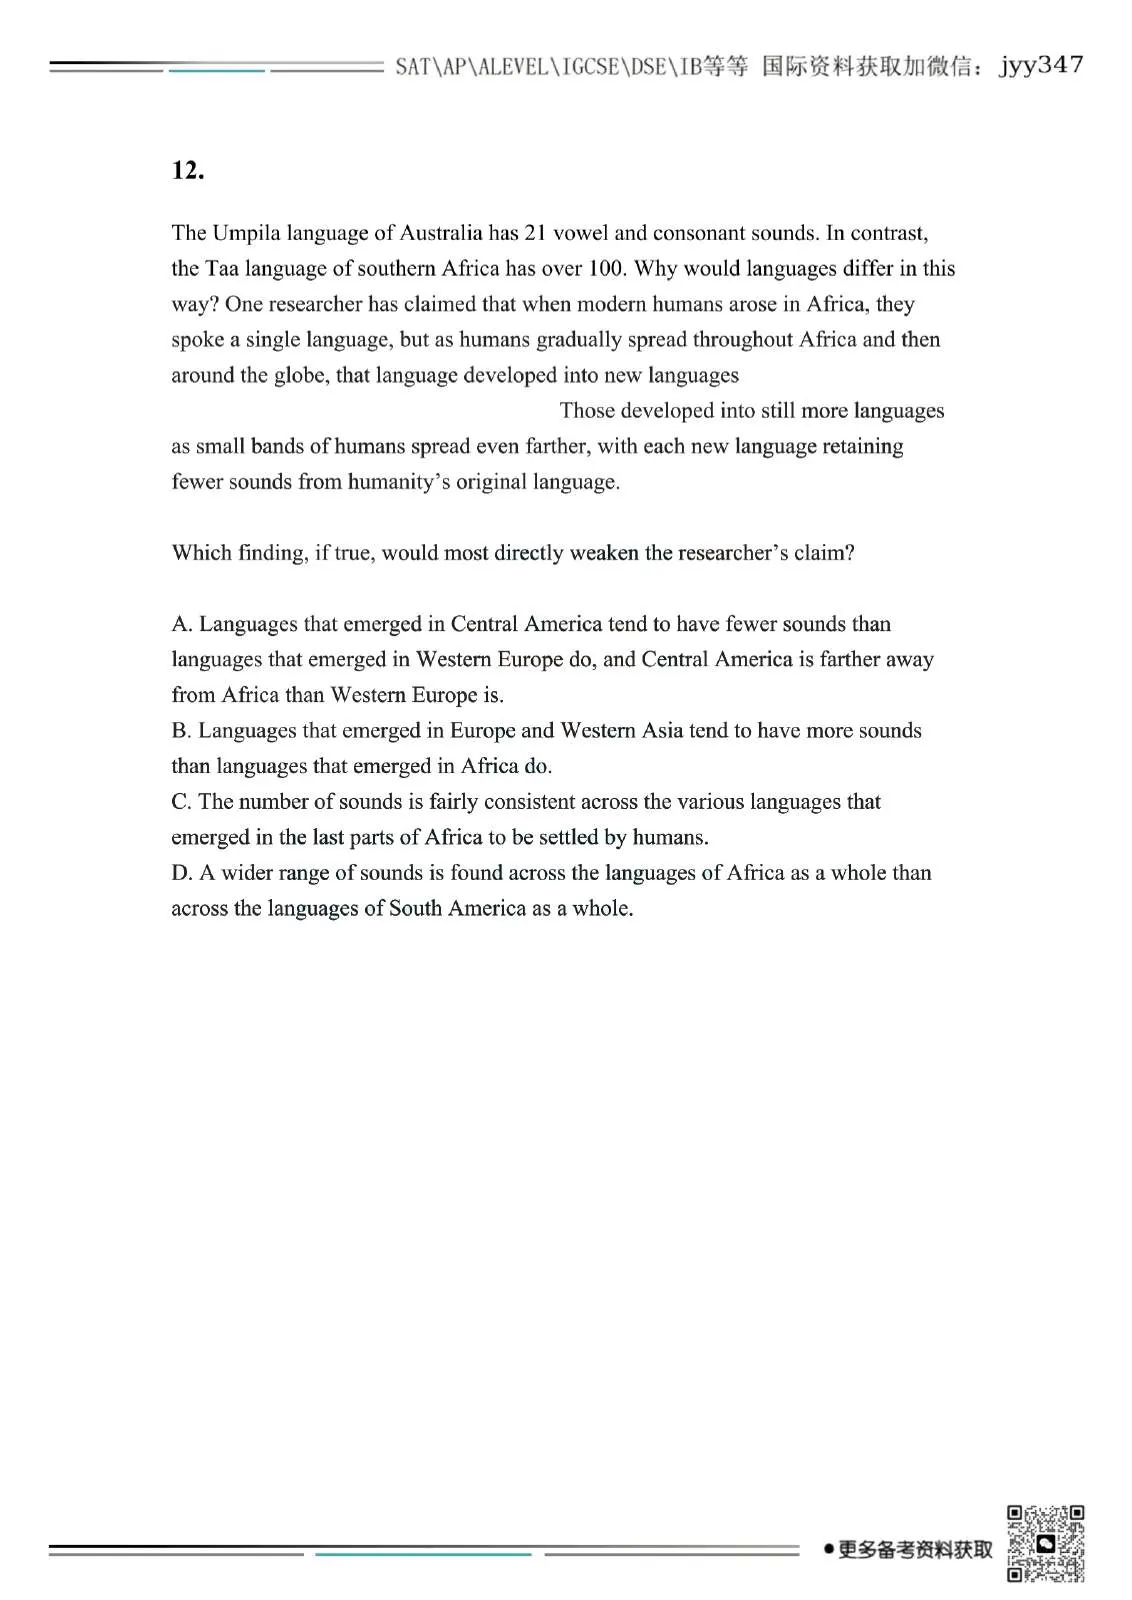 SAT\AP\ALEVEL\IGCSE\DSE\IB等等 国际资料获取加微信： jyy347
12.
The Umpila language of Australia has 21 vowel and consonant sounds. In contrast,
the Taa language of southern Africa has over 100. Why would languages differ in this
way? One researcher has claimed that when modern humans arose in Africa, they
spoke a single language, but as humans gradually spread throughout Africa and then
around the globe, that language developed into new languages
Those developed into still more languages
as small bands of humans spread even farther, with each new language retaining
fewer sounds from humanity’s original language.
Which finding, if true, would most directly weaken the researcher’s claim?
A. Languages that emerged in Central America tend to have fewer sounds than
languages that emerged in Western Europe do, and Central America is farther away
from Africa than Western Europe is.
B. Languages that emerged in Europe and Western Asia tend to have more sounds
than languages that emerged in Africa do.
C. The number of sounds is fairly consistent across the various languages that
emerged in the last parts of Africa to be settled by humans.
D. A wider range of sounds is found across the languages of Africa as a whole than
across the languages of South America as a whole.
●更多备考资料获取